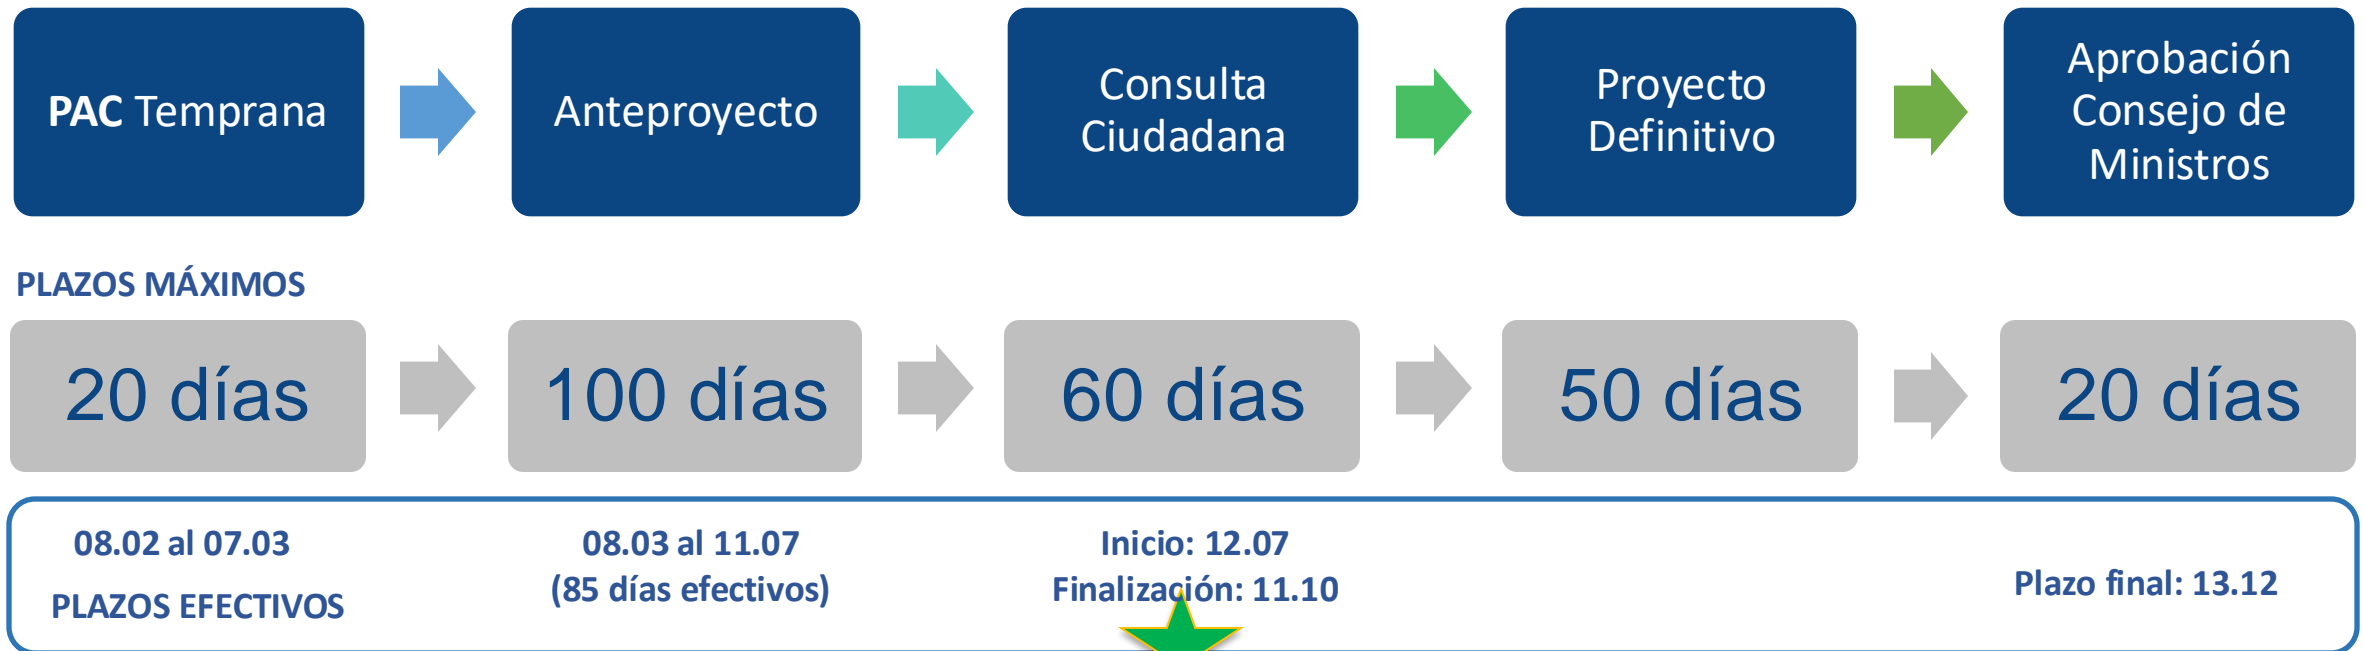 PAC Temprana
Anteproyecto
Consulta
Ciudadana
Proyecto
Definitivo
Aprobación
Consejo de
Ministros
PLAZOS MÁXIMOS
20 días
100 días
60 días
50 días
20 días
08.02 al 07.03
PLAZOS EFECTIVOS
08.03 al 11.07
(85 días efectivos)
Inicio: 12.07
Finalización: 11.10
Plazo final: 13.12